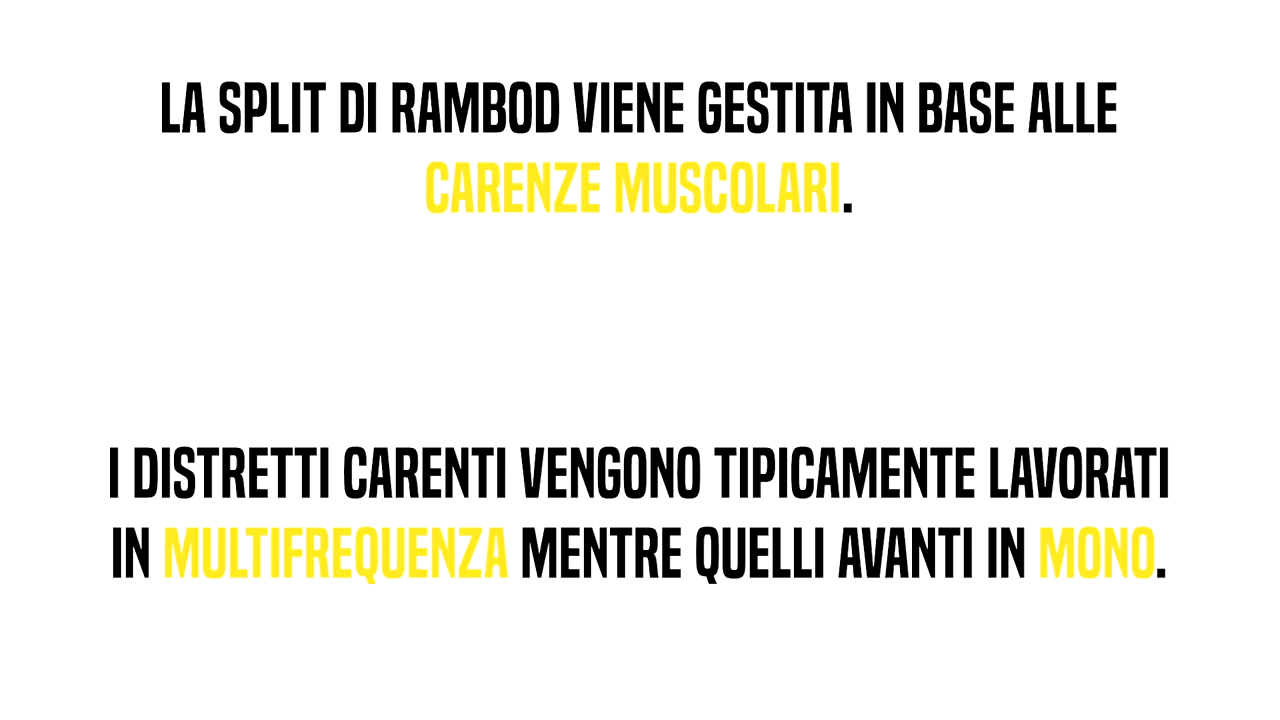 LA SPLIT DI RAMBOD VIENE GESTITA IN BASE ALLE
CARENZE MUSCOLARI.
I DISTRETTI CARENTI VENGONO TIPICAMENTE LAVORATI
IN MULTIFREQUENZA MENTRE QUELLI AVANTI IN MONO.